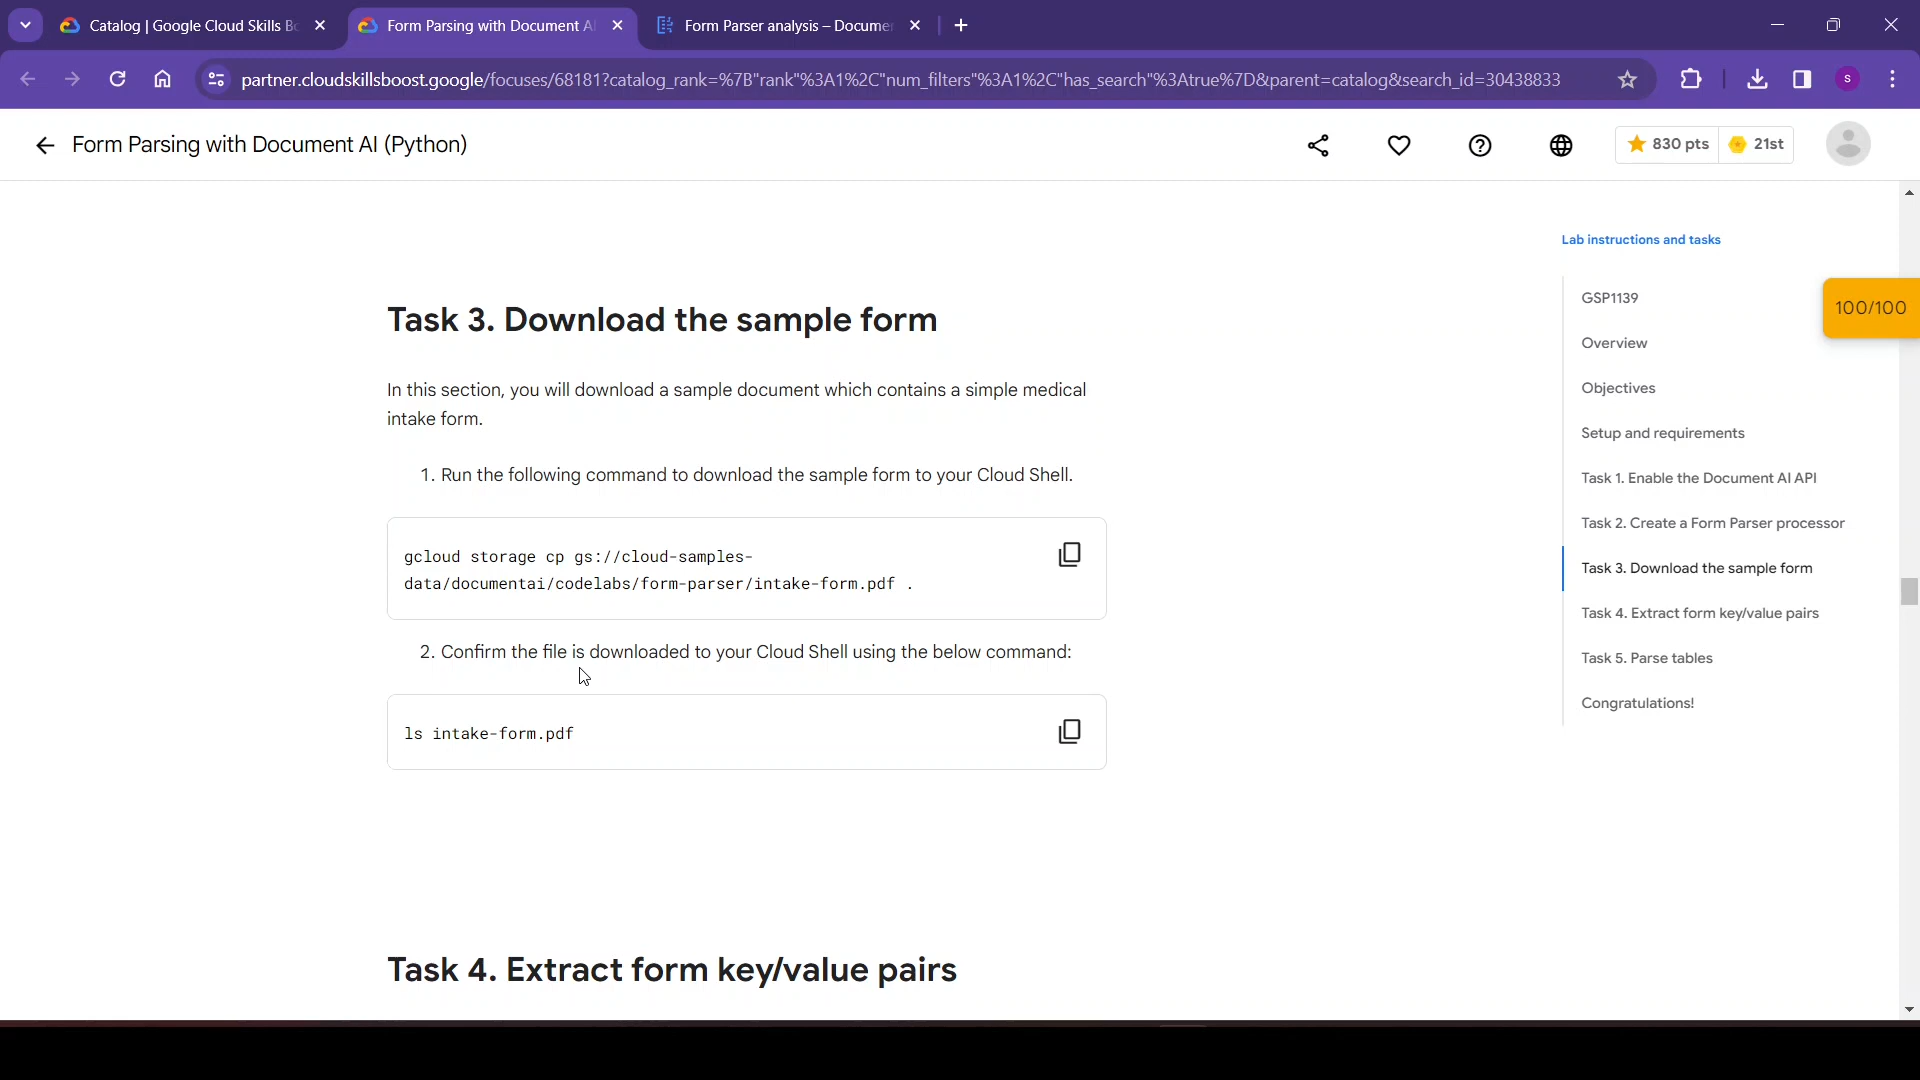 Catalog | Google Cloud Skills Bo
Form Parsing with Document AI
Form Parser analysis – Docume
partner.cloudskillsboost.google/focuses/68181?catalog_rank=%7B"rank"%3A1%2C"num_filters"%3A1%2C"has_search"%3Atrue%7D&parent=catalog&search_id=30438833
S
Form Parsing with Document AI (Python)
830 pts
21st
Lab instructions and tasks
GSP1139
100/100
Overview
Objectives
Setup and requirements
Task 1. Enable the Document AI API
Task 2. Create a Form Parser processor
Task 3. Download the sample form
Task 4. Extract form key/value pairs
Task 5. Parse tables
Congratulations!
Task 3. Download the sample form
In this section, you will download a sample document which contains a simple medical
intake form.
1. Run the following command to download the sample form to your Cloud Shell.
gcloud storage cp gs://cloud-samples-
data/documentai/codelabs/form-parser/intake-form.pdf .
2. Confirm the file is downloaded to your Cloud Shell using the below command:
ls intake-form.pdf
Task 4. Extract form key/value pairs